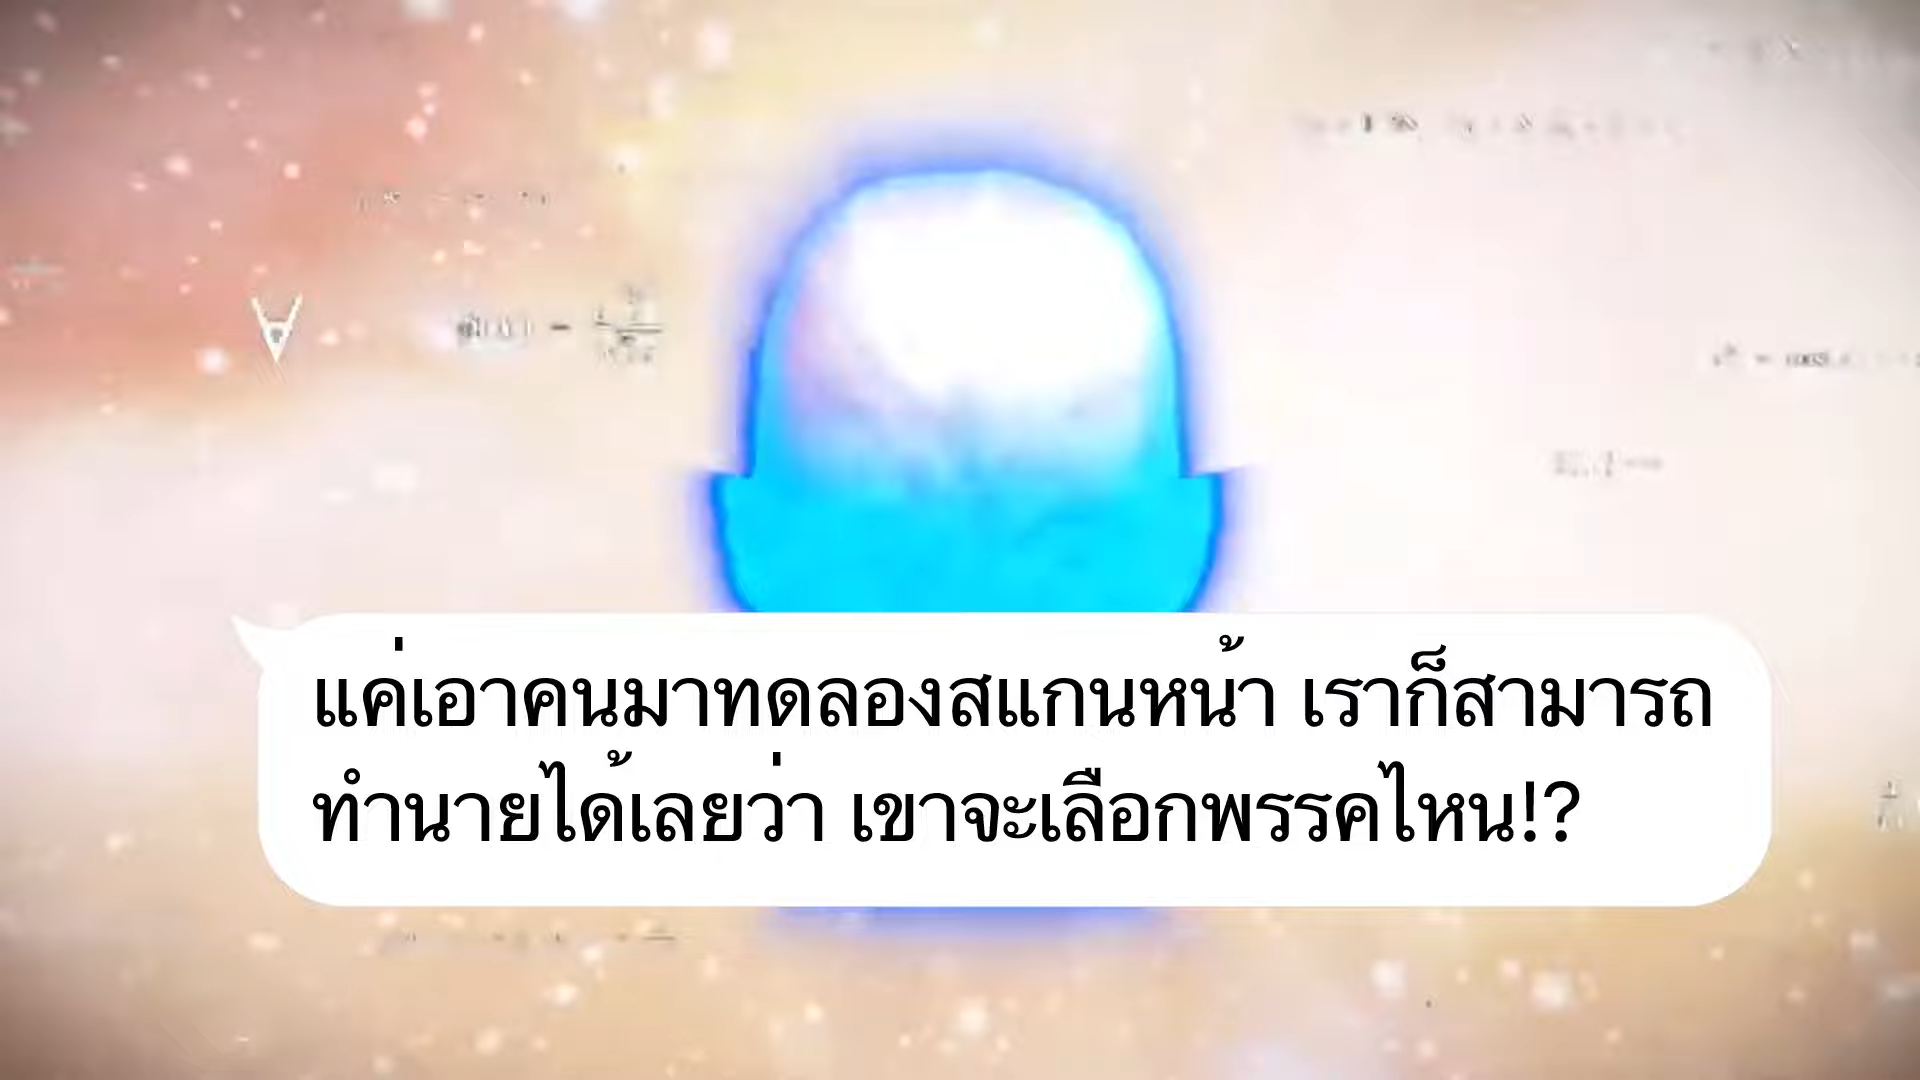 แค่เอาคนมาทดลองสแกนหน้า เราก็สามารถ
ทำนายได้เลยว่า เขาจะเลือกพรรคไหน!?